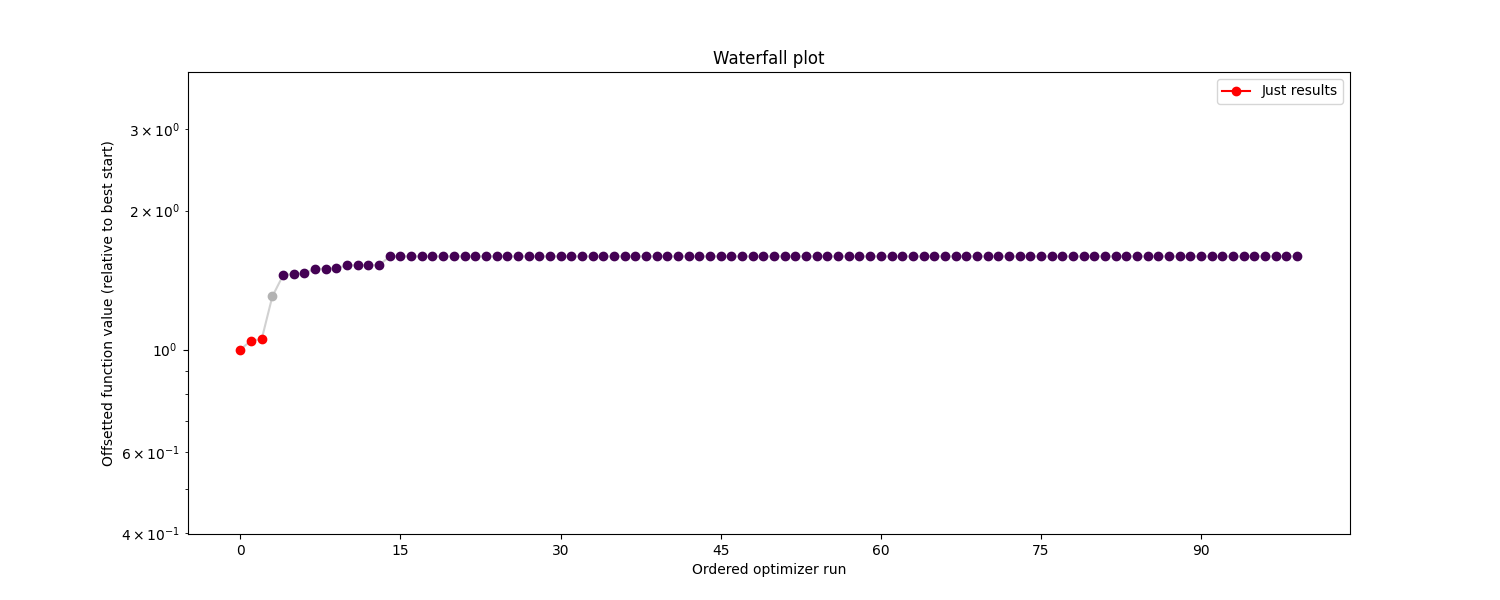 Waterfall plot
Just results
Offsetted function value (relative to best start)
3 × 10⁰
2 × 10⁰
10⁰
6 × 10⁻¹
4 × 10⁻¹
0 15 30 45 60 75 90
Ordered optimizer run